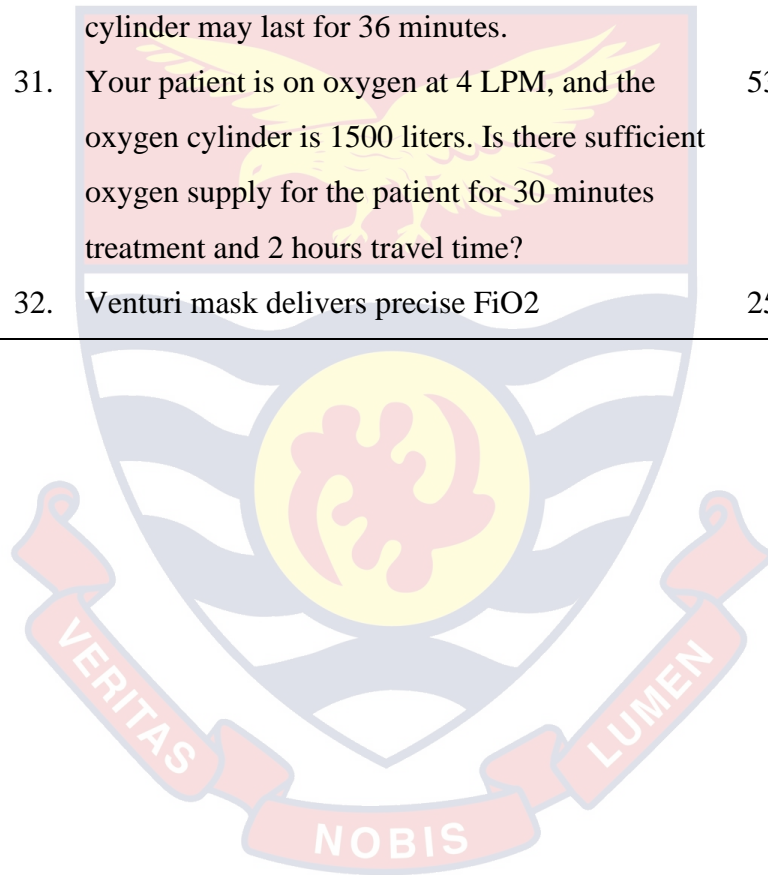 cylinder may last for 36 minutes.
31. Your patient is on oxygen at 4 LPM, and the 53
oxygen cylinder is 1500 liters. Is there sufficient
oxygen supply for the patient for 30 minutes
treatment and 2 hours travel time?
32. Venturi mask delivers precise FiO2 25
VERITAS
NOBIS
LUMEN